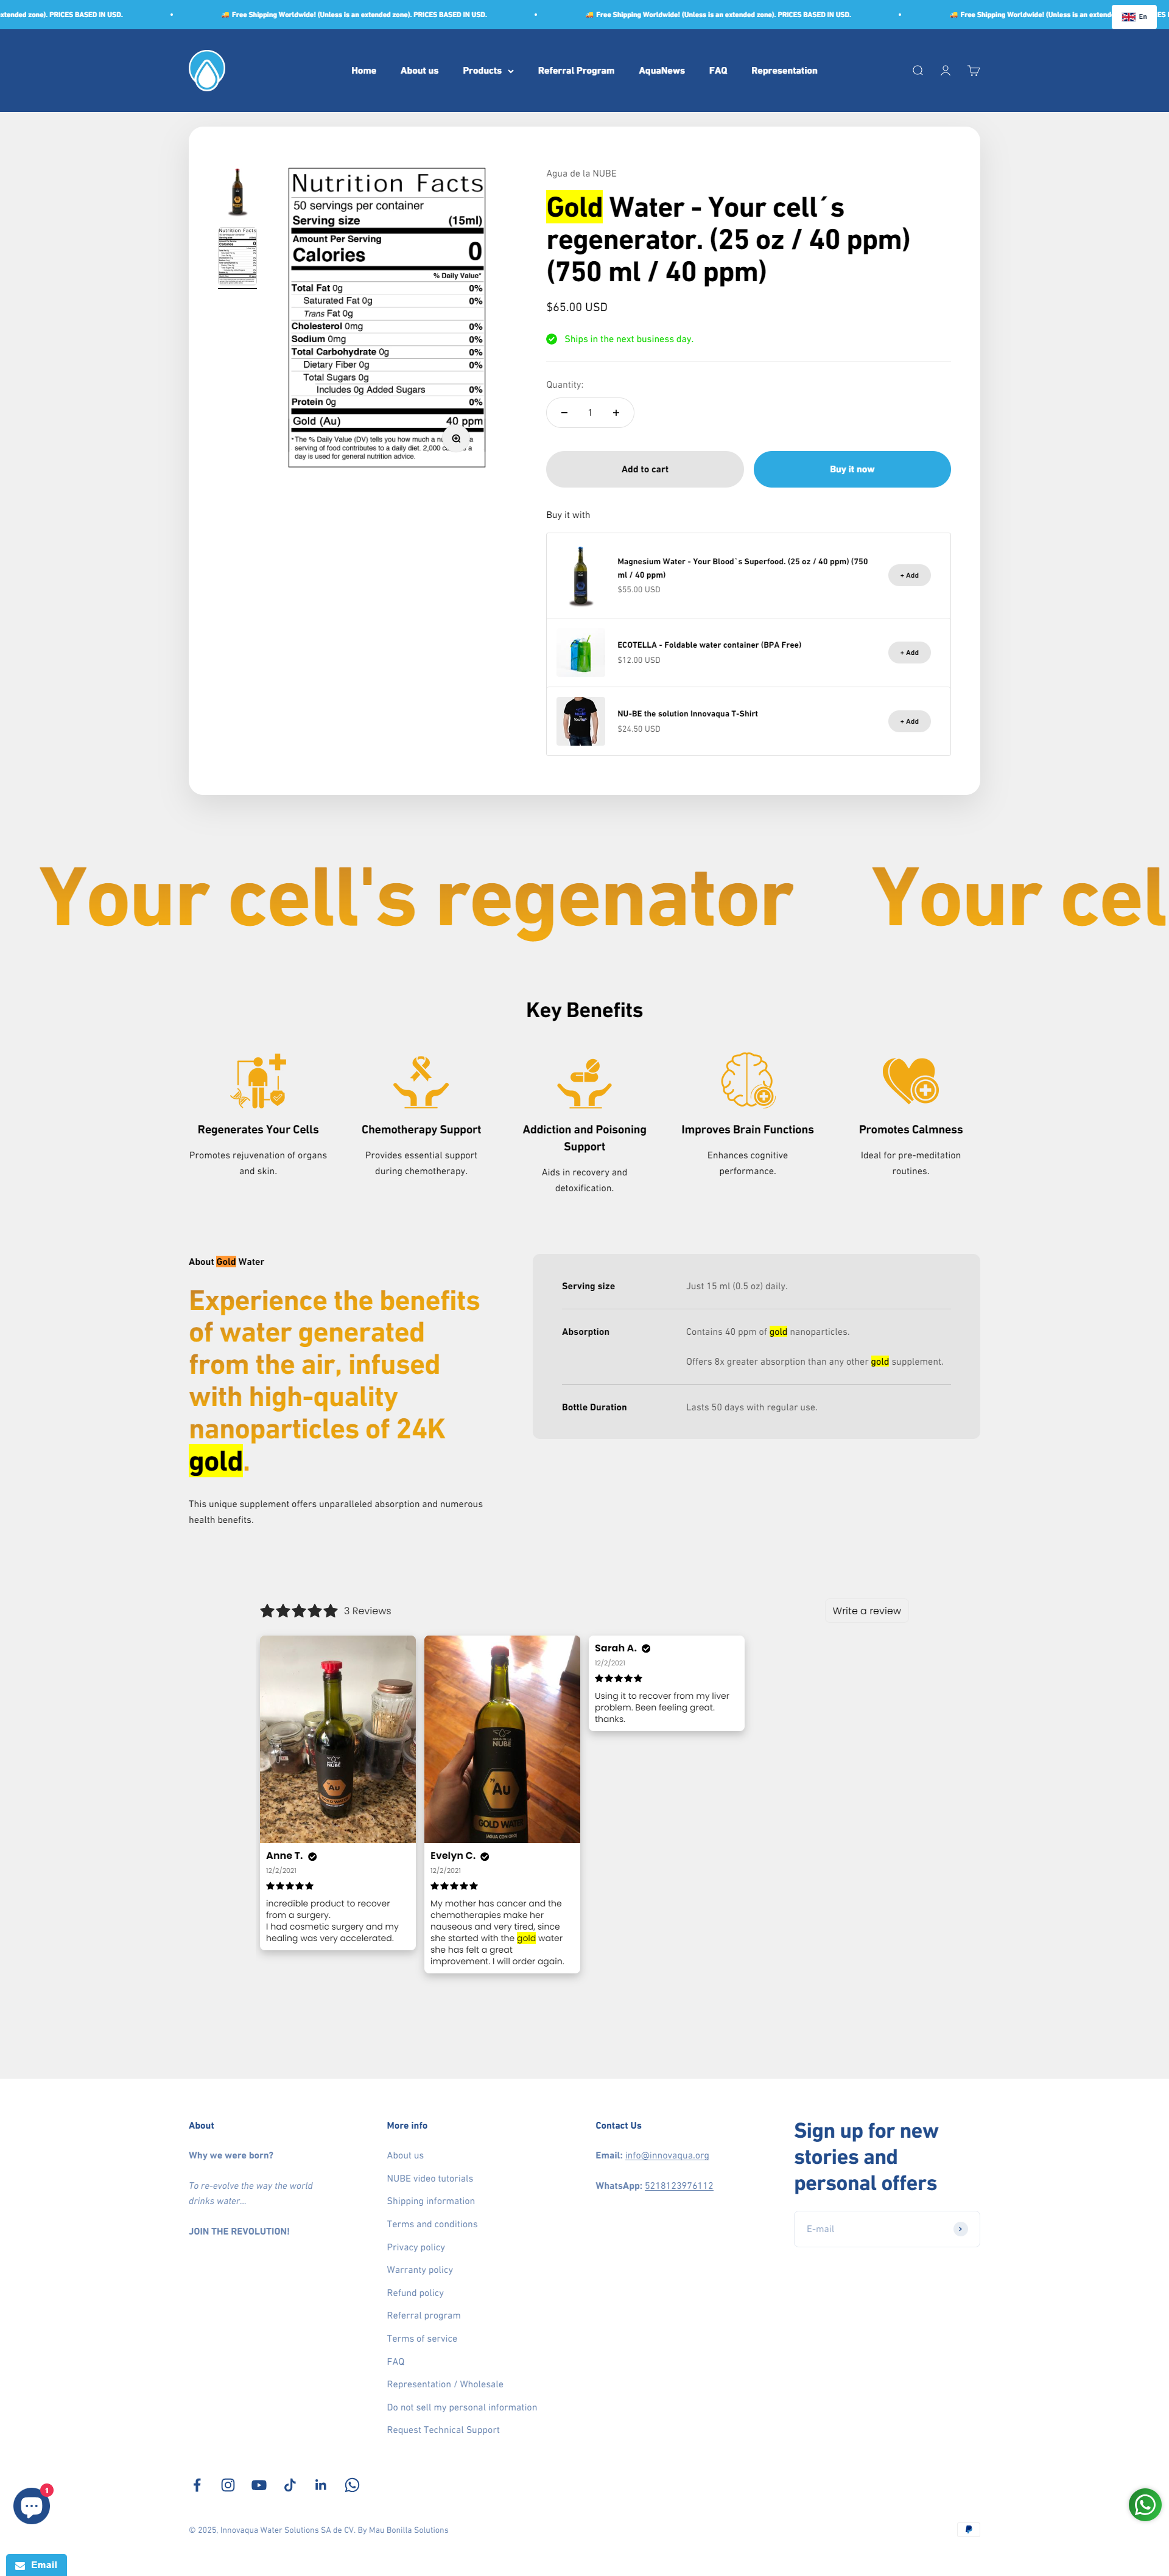 xtended zone). PRICES BASED IN USD. • 🚚 Free Shipping Worldwide! (Unless is an extended zone). PRICES BASED IN USD. • 🚚 Free Shipping Worldwide! (Unless is an extended zone). PRICES BASED IN USD. • 🚚 Free Shipping Worldwide! (Unless is an extende
En
Home About us Products Referral Program AquaNews FAQ Representation
Nutrition Facts
50 servings per container
Serving size (15ml)
Amount Per Serving
Calories 0
% Daily Value*
Total Fat 0g 0%
Saturated Fat 0g 0%
Trans Fat 0g
Cholesterol 0mg 0%
Sodium 0mg 0%
Total Carbohydrate 0g 0%
Dietary Fiber 0g 0%
Total Sugars 0g
Includes 0g Added Sugars 0%
Protein 0g 0%
Gold (Au) 40 ppm
*The % Daily Value (DV) tells you how much a
serving of food contributes to a daily diet. 2,000 a
day is used for general nutrition advice.
Agua de la NUBE
Gold Water - Your cell´s
regenerator. (25 oz / 40 ppm)
(750 ml / 40 ppm)
$65.00 USD
Ships in the next business day.
Quantity:
1
Add to cart
Buy it now
Buy it with
Magnesium Water - Your Blood`s Superfood. (25 oz / 40 ppm) (750
ml / 40 ppm)
$55.00 USD
+ Add
ECOTELLA - Foldable water container (BPA Free)
$12.00 USD
+ Add
NU-BE the solution Innovaqua T-Shirt
$24.50 USD
+ Add
Your cell's regenator Your cel
Key Benefits
Regenerates Your Cells
Promotes rejuvenation of organs
and skin.
Chemotherapy Support
Provides essential support
during chemotherapy.
Addiction and Poisoning
Support
Aids in recovery and
detoxification.
Improves Brain Functions
Enhances cognitive
performance.
Promotes Calmness
Ideal for pre-meditation
routines.
About Gold Water
Experience the benefits
of water generated
from the air, infused
with high-quality
nanoparticles of 24K
gold.
This unique supplement offers unparalleled absorption and numerous
health benefits.
Serving size Just 15 ml (0.5 oz) daily.
Absorption Contains 40 ppm of gold nanoparticles.
Offers 8x greater absorption than any other gold supplement.
Bottle Duration Lasts 50 days with regular use.
3 Reviews
Write a review
NUBE
Au
Anne T.
12/2/2021
incredible product to recover
from a surgery.
I had cosmetic surgery and my
healing was very accelerated.
NUBE
79
Au
GOLD WATER
Evelyn C.
12/2/2021
My mother has cancer and the
chemotherapies make her
nauseous and very tired, since
she started with the gold water
she has felt a great
improvement. I will order again.
Sarah A.
12/2/2021
Using it to recover from my liver
problem. Been feeling great.
thanks.
About
Why we were born?
To re-evolve the way the world
drinks water...
JOIN THE REVOLUTION!
More info
About us
NUBE video tutorials
Shipping information
Terms and conditions
Privacy policy
Warranty policy
Refund policy
Referral program
Terms of service
FAQ
Representation / Wholesale
Do not sell my personal information
Request Technical Support
Contact Us
Email: info@innovaqua.org
WhatsApp: 5218123976112
Sign up for new
stories and
personal offers
E-mail
1
© 2025, Innovaqua Water Solutions SA de CV. By Mau Bonilla Solutions
Email